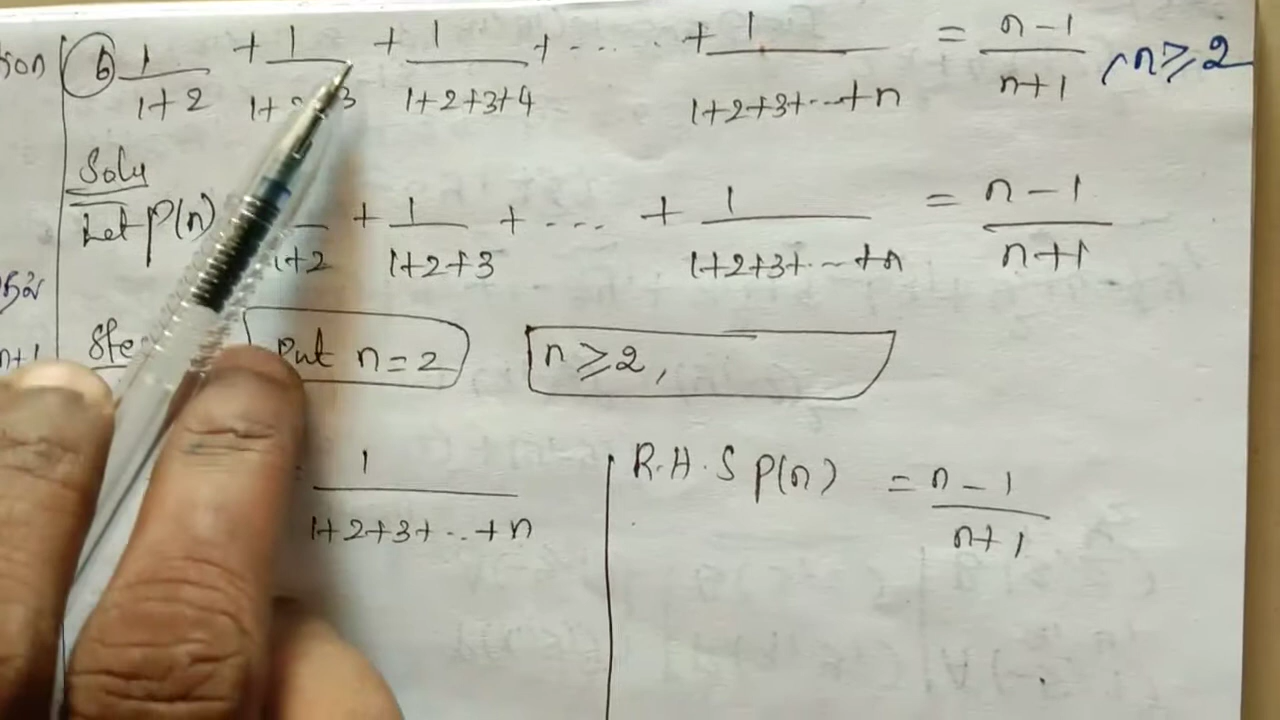 6 1/(1+2) + 1/(1+2+3) + 1/(1+2+3+4) + .... + 1/(1+2+3+...+n) = (n-1)/(n+1), n≥2
Soln
Let P(n) 1+2 + 1/(1+2+3) + ... + 1/(1+2+3+...+n) = (n-1)/(n+1)
Put n=2 n≥2,
= 1/(1+2+3+...+n) R.H.S P(n) = (n-1)/(n+1)